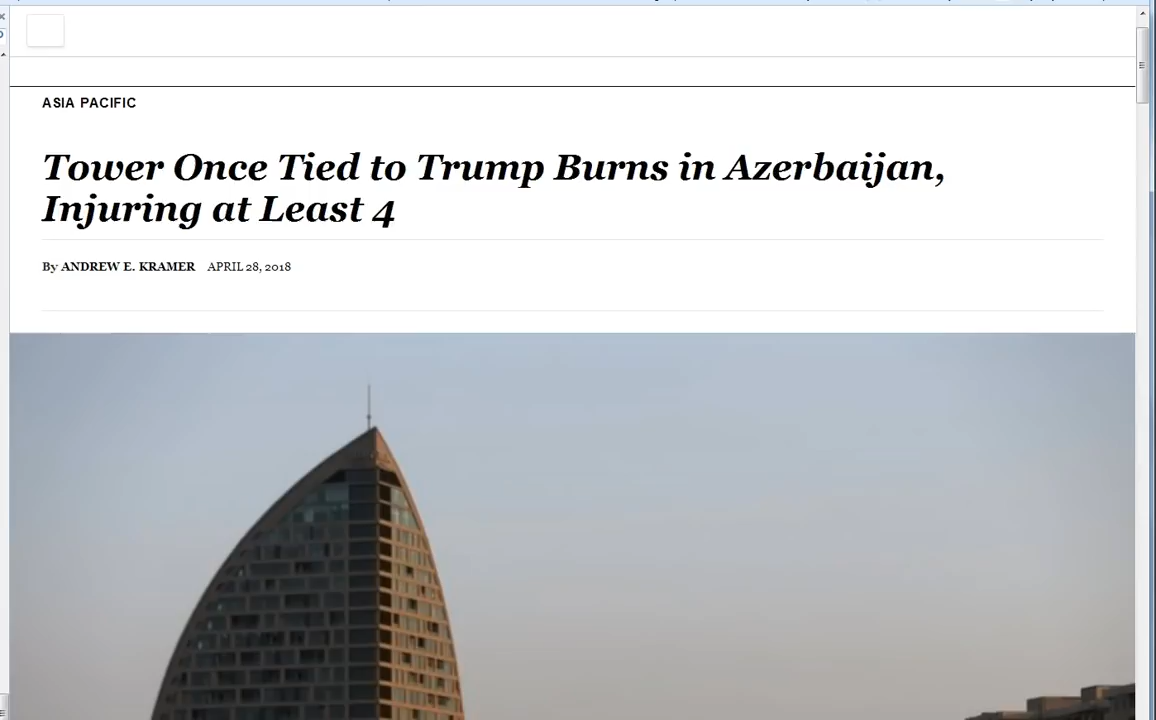 ASIA PACIFIC
Tower Once Tied to Trump Burns in Azerbaijan,
Injuring at Least 4
By ANDREW E. KRAMER APRIL 28, 2018